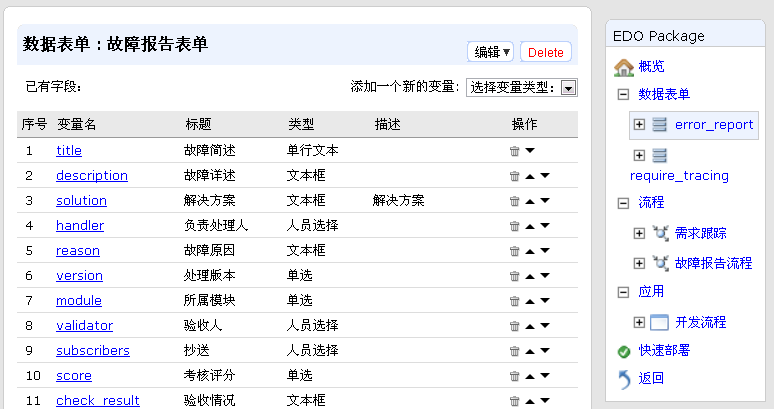 数据表单：故障报告表单
编辑▼ Delete
已有字段： 添加一个新的变量： 选择变量类型：
序号 变量名 标题 类型 描述 操作
1 title 故障简述 单行文本
2 description 故障详述 文本框
3 solution 解决方案 文本框 解决方案
4 handler 负责处理人 人员选择
5 reason 故障原因 文本框
6 version 处理版本 单选
7 module 所属模块 单选
8 validator 验收人 人员选择
9 subscribers 抄送 人员选择
10 score 考核评分 单选
11 check_result 验收情况 文本框
EDO Package
概览
数据表单
error_report
require_tracing
流程
需求跟踪
故障报告流程
应用
开发流程
快速部署
返回